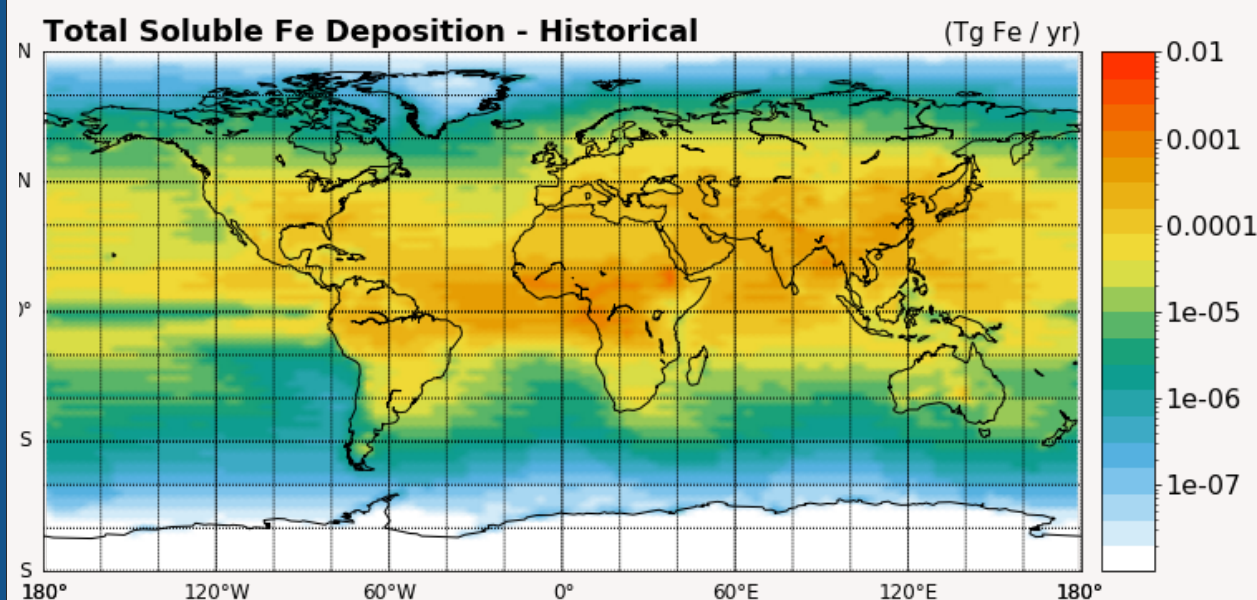 Total Soluble Fe Deposition - Historical
(Tg Fe / yr)
N
N
)°
S
S
180°
120°W
60°W
0°
60°E
120°E
180°
0.01
0.001
0.0001
1e-05
1e-06
1e-07